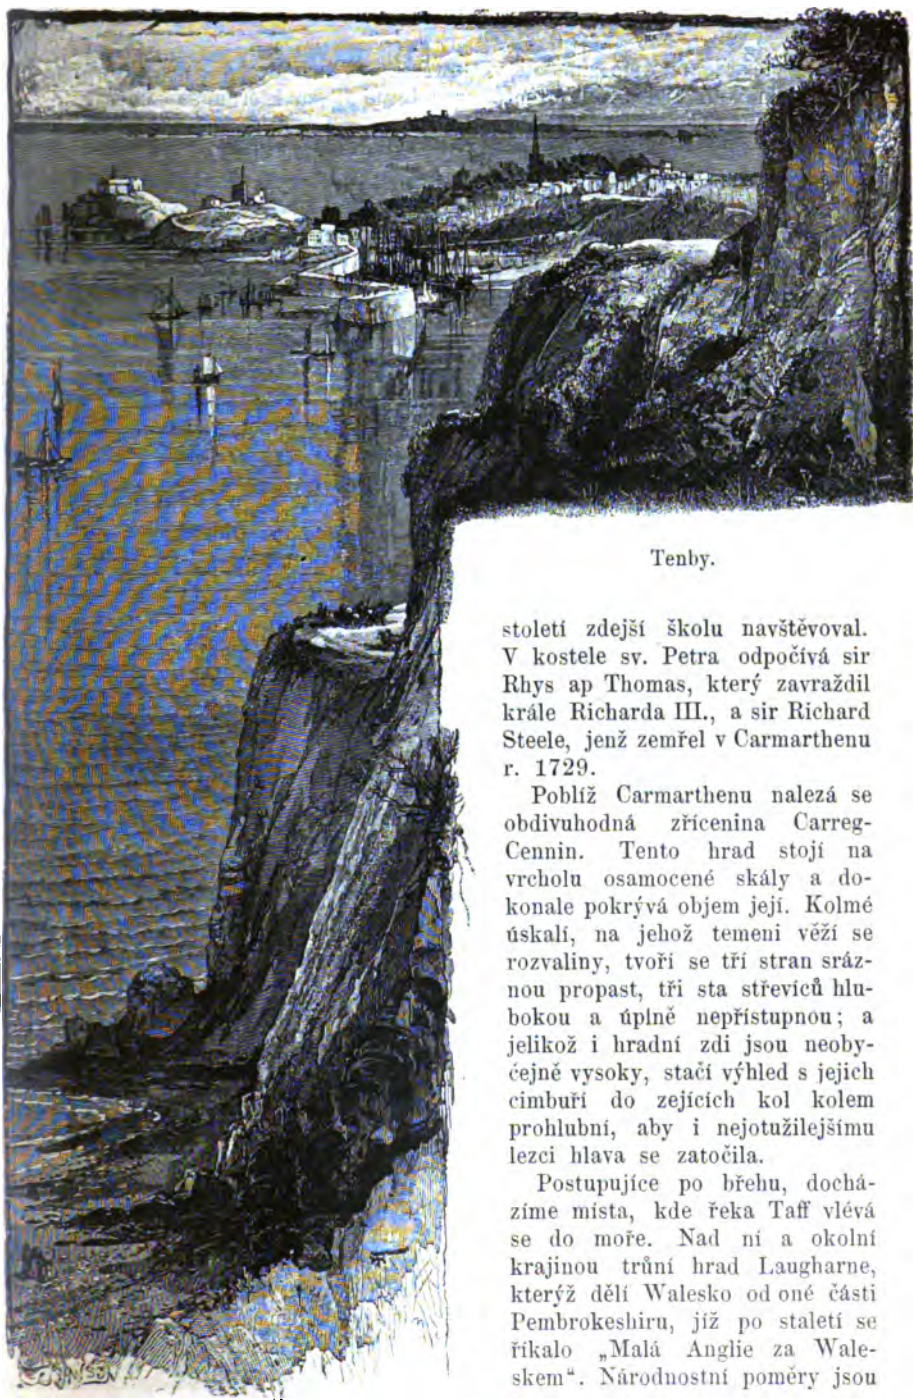 Tenby.
století zdejší školu navštěvoval.
V kostele sv. Petra odpočívá sir
Rhys ap Thomas, který zavraždil
krále Richarda III., a sir Richard
Steele, jenž zemřel v Carmarthenu
r. 1729.
Poblíž Carmarthenu nalezá se
obdivuhodná zřícenina Carreg-
Cennin. Tento hrad stojí na
vrcholu osamocené skály a do-
konale pokrývá objem její. Kolmé
úskalí, na jehož temeni věží se
rozvaliny, tvoří se tří stran sráz-
nou propast, tři sta střevíců hlu-
bokou a úplně nepřístupnou; a
jelikož i hradní zdi jsou neoby-
čejně vysoky, stačí výhled s jejich
cimbuří do zejících kol kolem
prohlubní, aby i nejotužilejšímu
lezci hlava se zatočila.
Postupujíce po břehu, dochá-
zíme místa, kde řeka Taff vlévá
se do moře. Nad ní a okolní
krajinou trůní hrad Laugharne,
kterýž dělí Walesko od oné části
Pembrokeshiru, jíž po staletí se
říkalo „Malá Anglie za Wale-
skem“. Národnostní poměry jsou